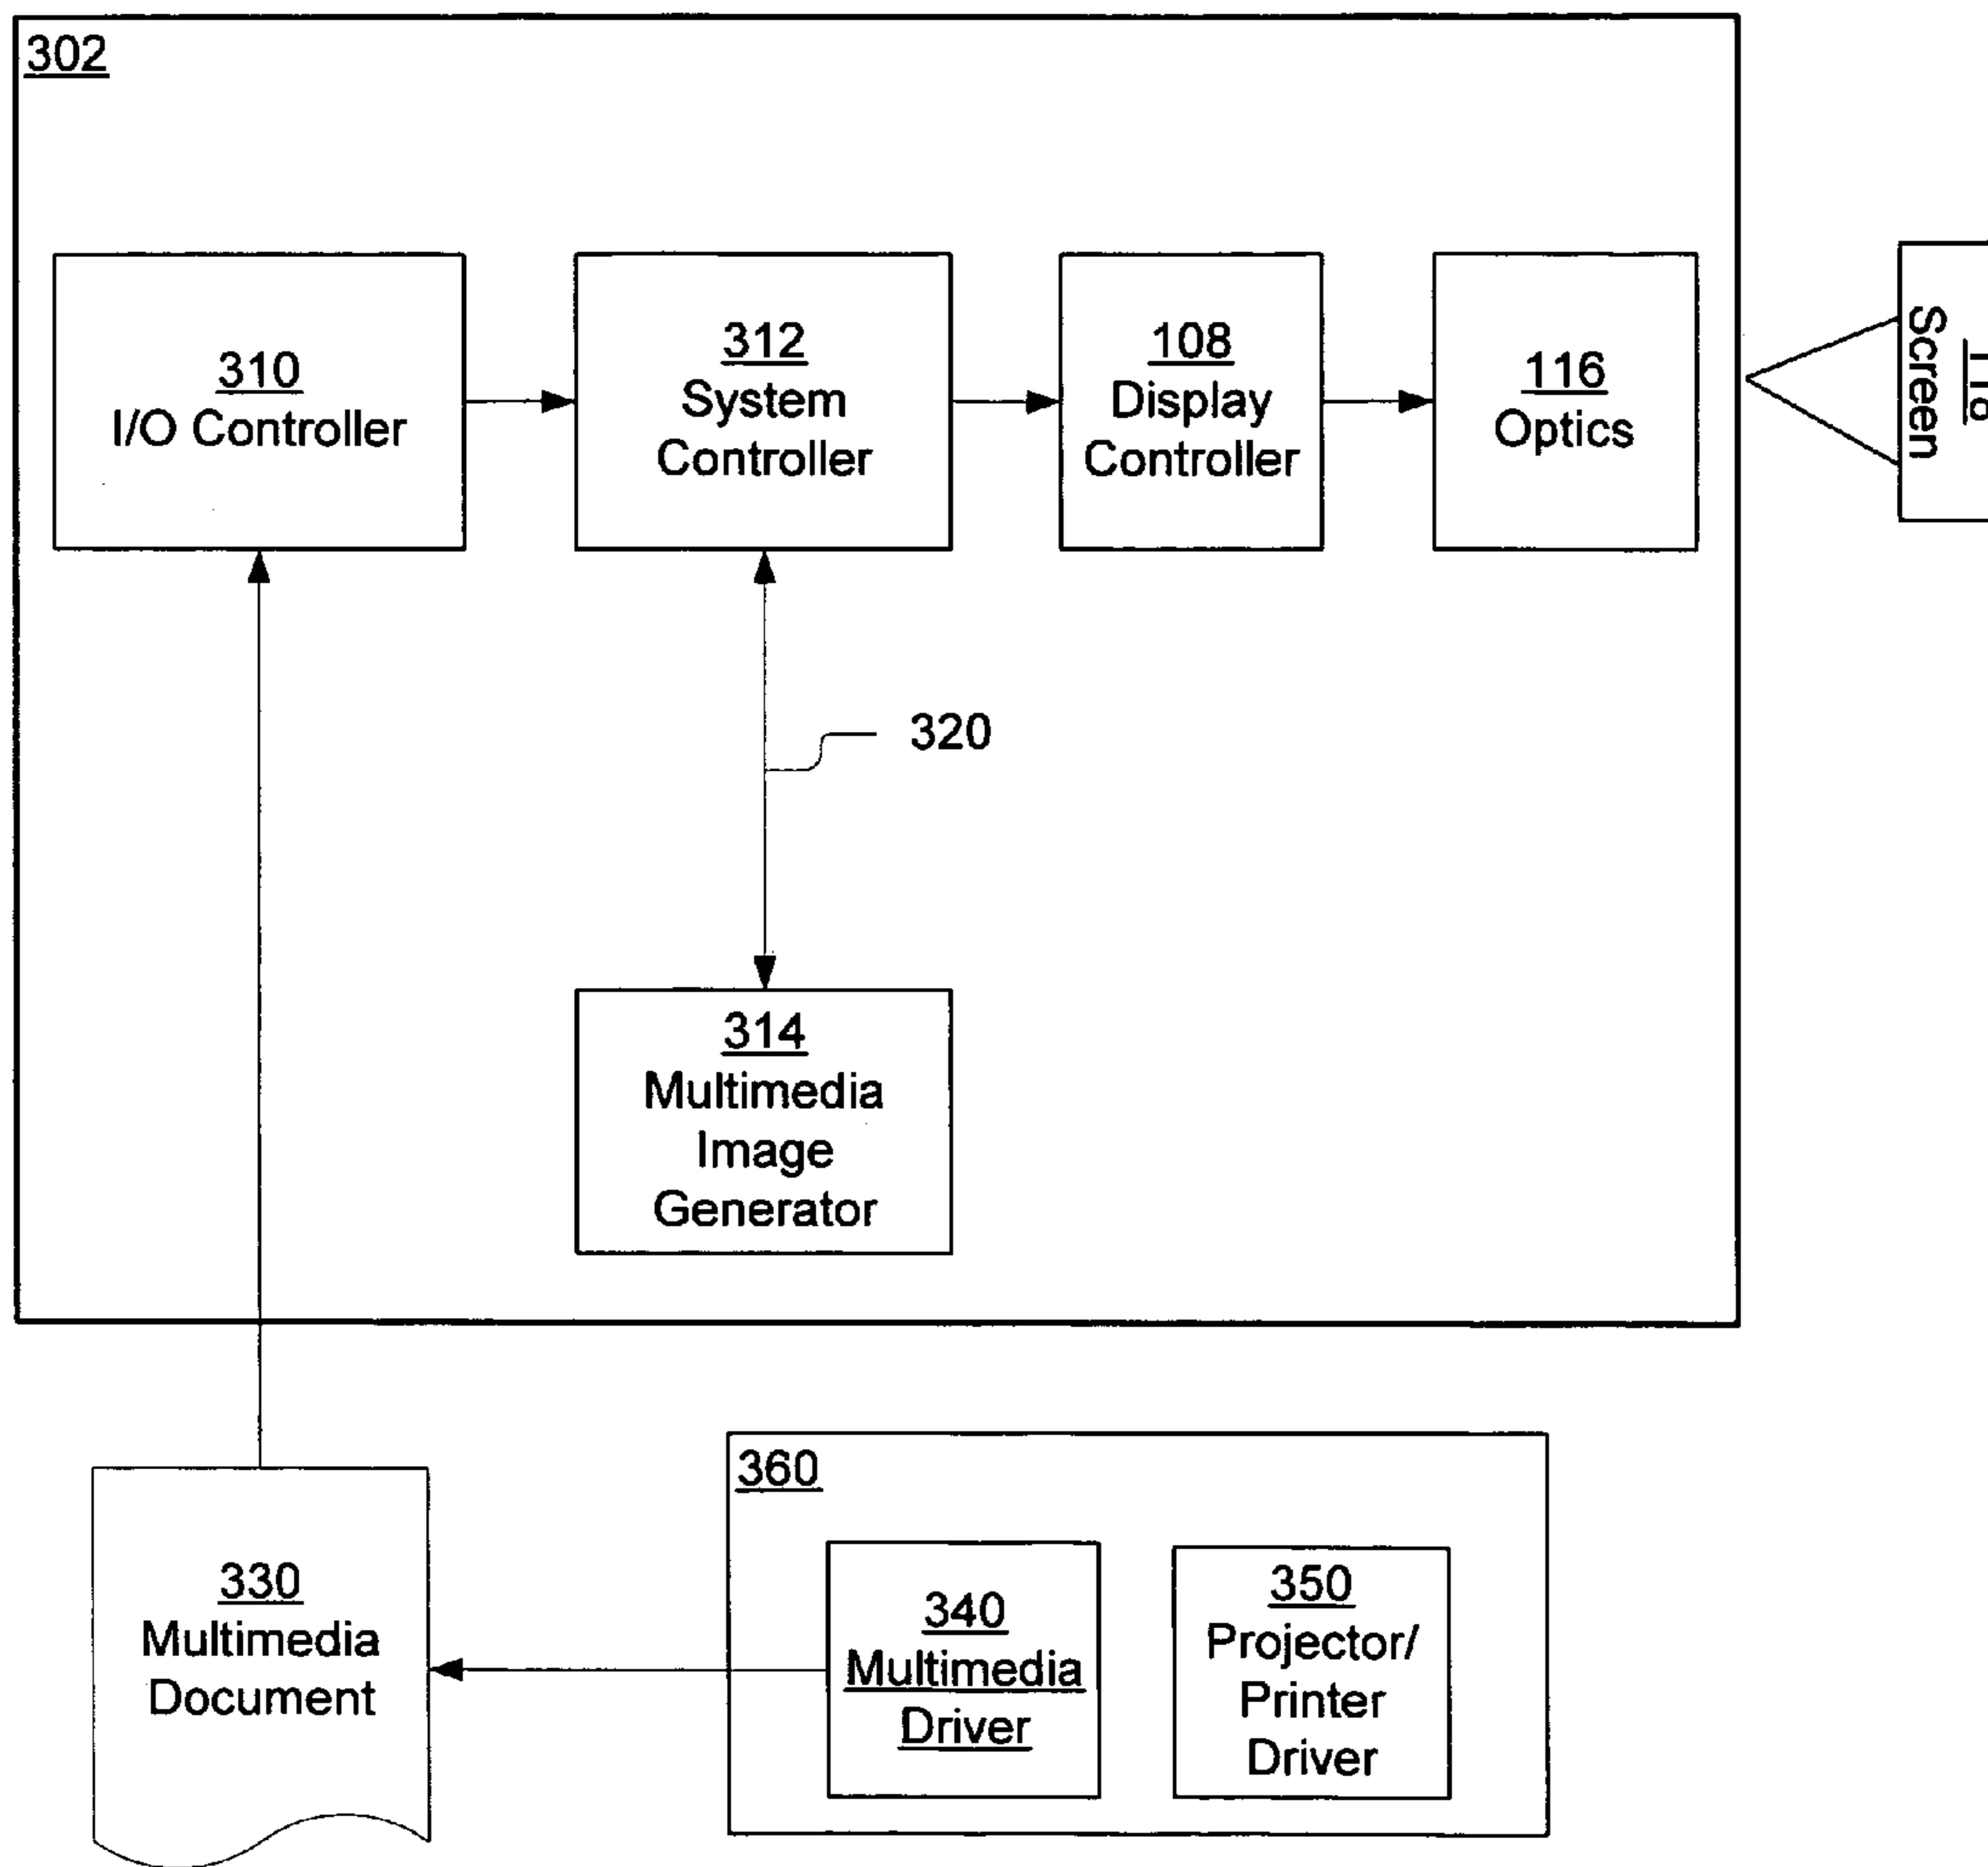 302
310
I/O Controller
312
System
Controller
108
Display
Controller
116
Optics
Screen
320
314
Multimedia
Image
Generator
330
Multimedia
Document
360
340
Multimedia
Driver
350
Projector/
Printer
Driver